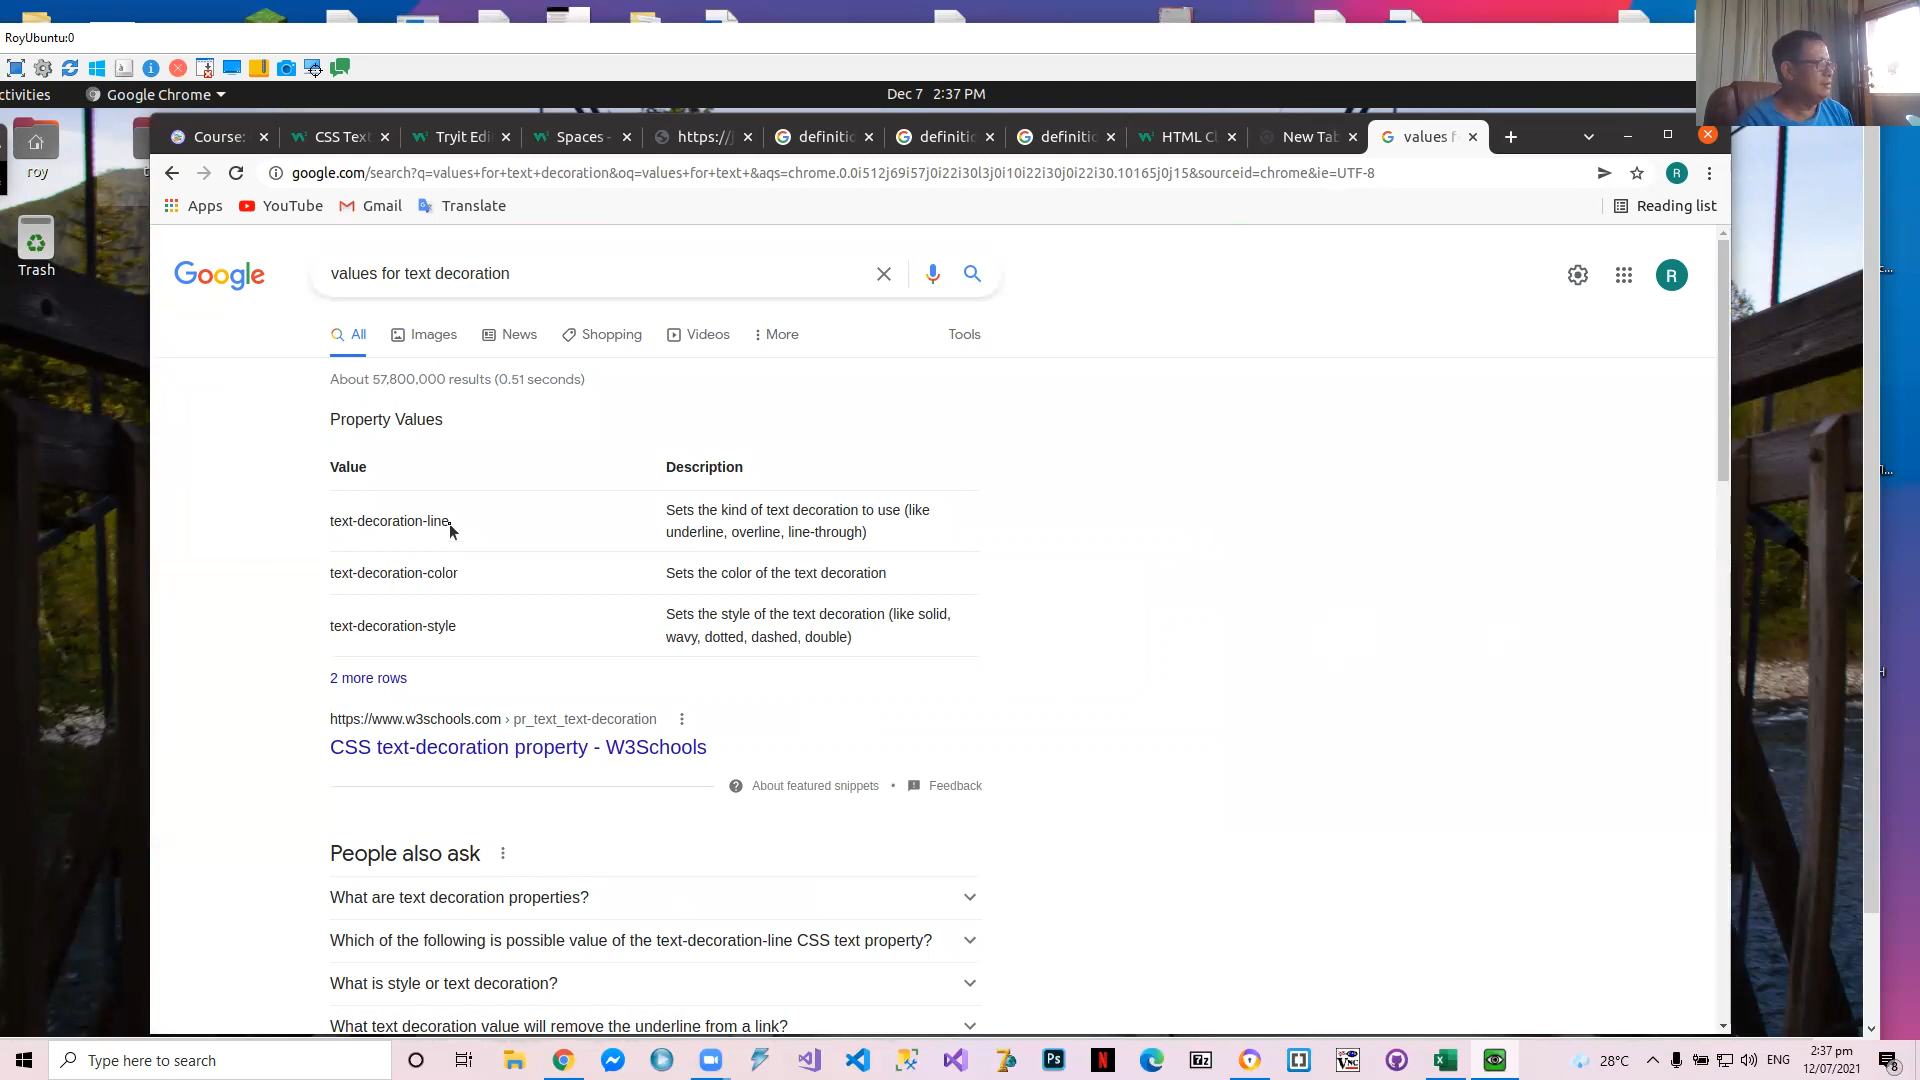 RoyUbuntu:0
ctivities
Google Chrome
Dec 7 2:37 PM
Course:
CSS Text
Tryit Edi
Spaces -
https://j
definitio
definitio
definitio
HTML Cl
New Tab
values f
google.com/search?q=values+for+text+decoration&oq=values+for+text+&aqs=chrome.0.0i512j69i57j0i22i30l3j0i10i22i30j0i22i30.10165j0j15&sourceid=chrome&ie=UTF-8
R
Apps
YouTube
Gmail
Translate
Reading list
roy
Trash
Google
values for text decoration
R
All
Images
News
Shopping
Videos
More
Tools
About 57,800,000 results (0.51 seconds)
Property Values
Value
Description
text-decoration-line
Sets the kind of text decoration to use (like
underline, overline, line-through)
text-decoration-color
Sets the color of the text decoration
text-decoration-style
Sets the style of the text decoration (like solid,
wavy, dotted, dashed, double)
2 more rows
https://www.w3schools.com › pr_text_text-decoration
CSS text-decoration property - W3Schools
About featured snippets
•
Feedback
People also ask
What are text decoration properties?
Which of the following is possible value of the text-decoration-line CSS text property?
What is style or text decoration?
What text decoration value will remove the underline from a link?
Type here to search
Ps
N
7z
28°C
ENG
2:37 pm
12/07/2021
8